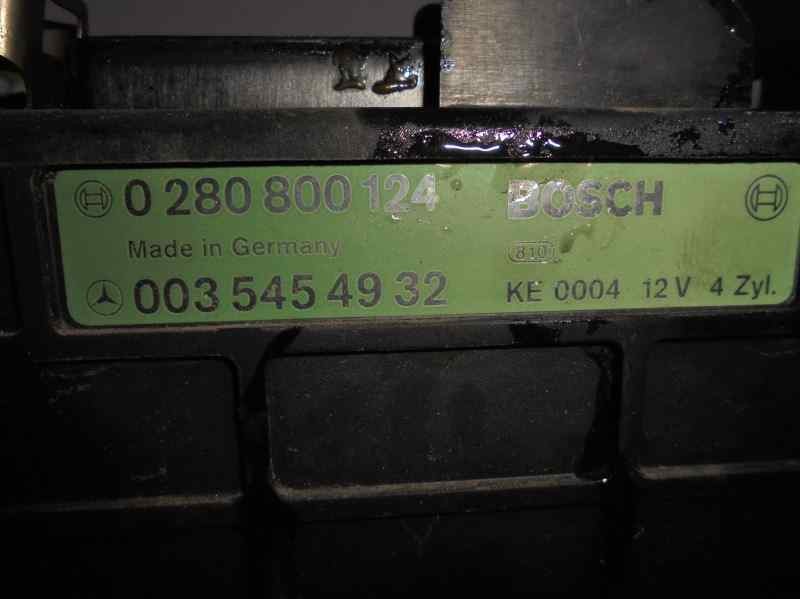 0 280 800 124 BOSCH
Made in Germany 810
003 545 49 32 KE 0004 12 V 4 Zyl.